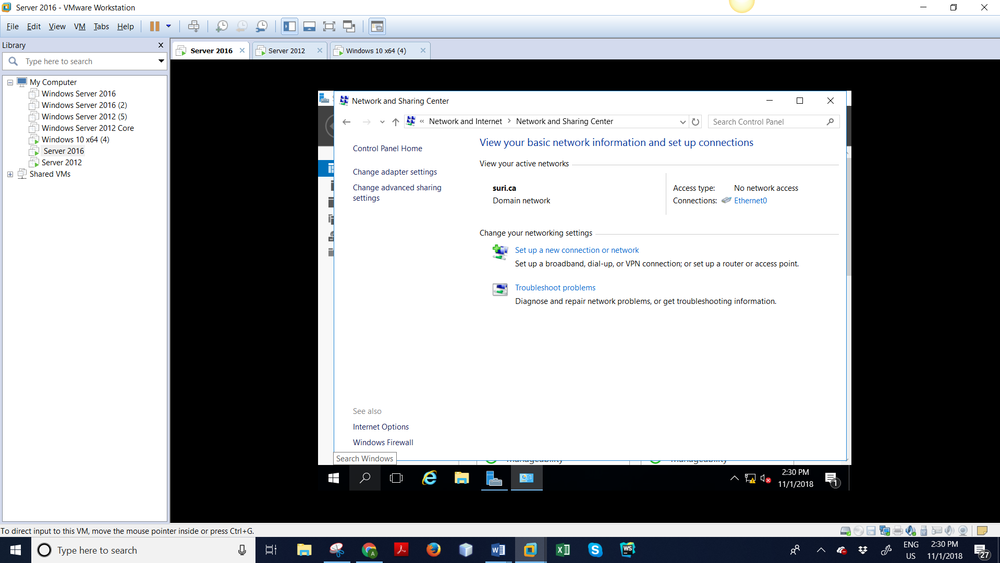 Server 2016 - VMware Workstation
File Edit View VM Tabs Help
Library
Type here to search
My Computer
Windows Server 2016
Windows Server 2016 (2)
Windows Server 2012 (5)
Windows Server 2012 Core
Windows 10 x64 (4)
Server 2016
Server 2012
Shared VMs
Server 2016 Server 2012 Windows 10 x64 (4)
Network and Sharing Center
« Network and Internet > Network and Sharing Center
Search Control Panel
Control Panel Home
Change adapter settings
Change advanced sharing
settings
View your basic network information and set up connections
View your active networks
suri.ca
Domain network
Access type: No network access
Connections: Ethernet0
Change your networking settings
Set up a new connection or network
Set up a broadband, dial-up, or VPN connection; or set up a router or access point.
Troubleshoot problems
Diagnose and repair network problems, or get troubleshooting information.
See also
Internet Options
Windows Firewall
Search Windows
Manageability Manageability
2:30 PM
11/1/2018
1
To direct input to this VM, move the mouse pointer inside or press Ctrl+G.
Type here to search
A
WS
ENG
US
2:30 PM
11/1/2018
27